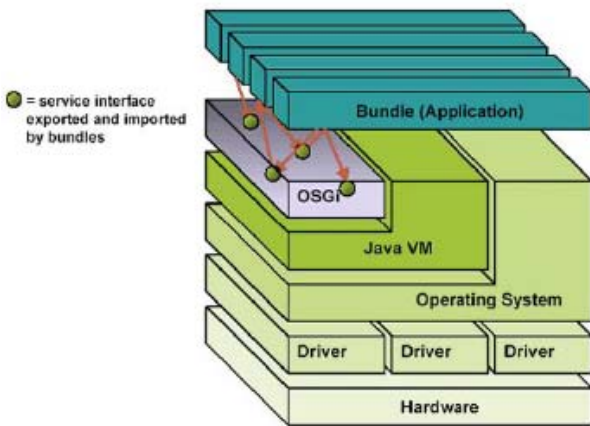 = service interface
exported and imported
by bundles
Bundle (Application)
OSGi
Java VM
Operating System
Driver
Driver
Driver
Hardware